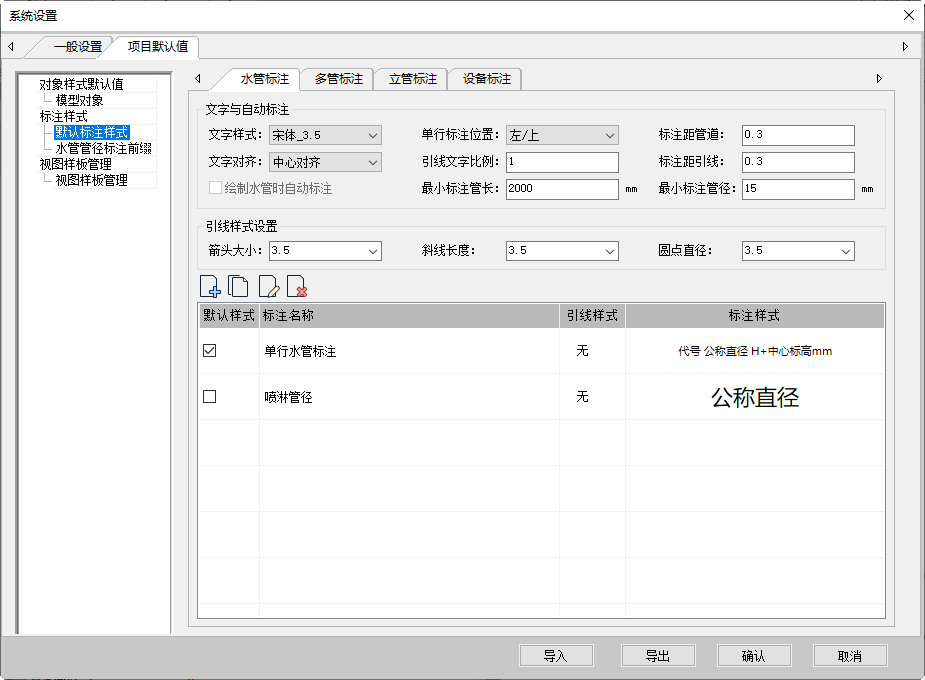 系统设置
一般设置 项目默认值
对象样式默认值
模型对象
标注样式
默认标注样式
水管管径标注前缀
视图样板管理
视图样板管理
水管标注 多管标注 立管标注 设备标注
文字与自动标注
文字样式: 宋体_3.5 单行标注位置: 左/上 标注距管道: 0.3
文字对齐: 中心对齐 引线文字比例: 1 标注距引线: 0.3
绘制水管时自动标注 最小标注管长: 2000 mm 最小标注管径: 15 mm
引线样式设置
箭头大小: 3.5 斜线长度: 3.5 圆点直径: 3.5
默认样式 标注名称 引线样式 标注样式
单行水管标注 无 代号 公称直径 H+中心标高mm
喷淋管径 无 公称直径
导入 导出 确认 取消